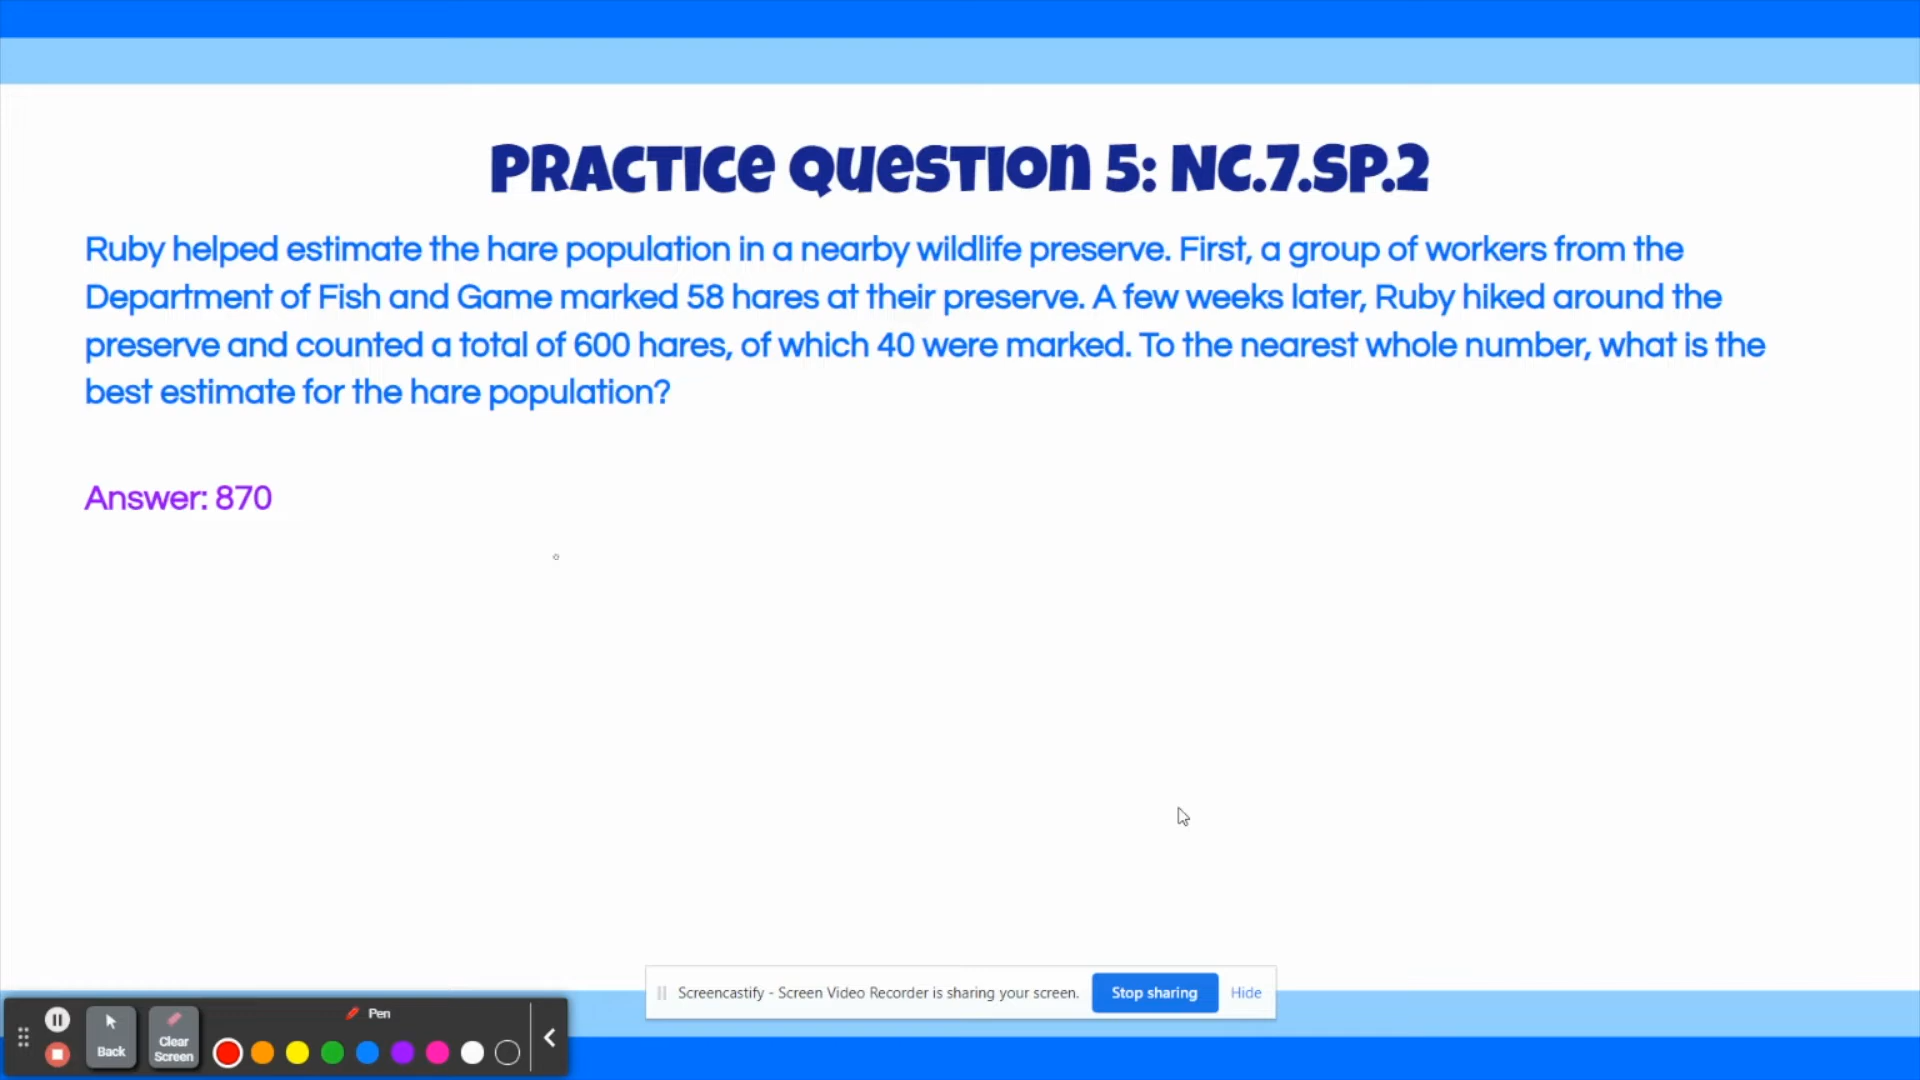 Practice Question 5: NC.7.SP.2
Ruby helped estimate the hare population in a nearby wildlife preserve. First, a group of workers from the
Department of Fish and Game marked 58 hares at their preserve. A few weeks later, Ruby hiked around the
preserve and counted a total of 600 hares, of which 40 were marked. To the nearest whole number, what is the
best estimate for the hare population?
Answer: 870
Screencastify - Screen Video Recorder is sharing your screen.
Stop sharing
Hide
Pen
Back
Clear
Screen